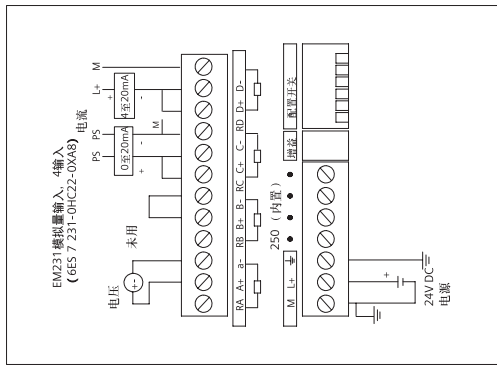 EM231模拟量输入, 4输入
(6ES 7 231-0HC22-0XA8)
电压
未用
电流
+
-
PS
PS
0至20mA
+
-
M
4至20mA
+
-
L+
M
RA A+ a- RB B+ B- RC C+ C- RD D+ D-
250 (内置)
增益
配置开关
M L+
+
24V DC
电源